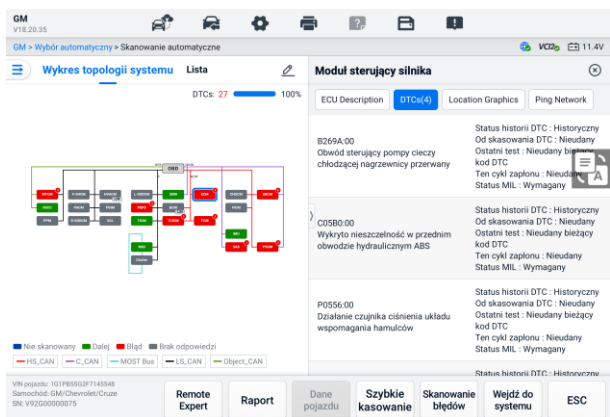 GM
V18.20.35
GM > Wybór automatyczny > Skanowanie automatyczne
VCI 11.4V
Wykres topologii systemu Lista
DTCs: 27 100%
OBD
Nie skanowany Dalej Błąd Brak odpowiedzi
HS_CAN C_CAN MOST Bus LS_CAN Object_CAN
Moduł sterujący silnika
ECU Description DTCs(4) Location Graphics Ping Network
B269A:00
Obwód sterujący pompy cieczy
chłodzącej nagrzewnicy przerwany
Status historii DTC : Historyczny
Od skasowania DTC : Nieudany
Ostatni test : Nieudany bieżący
kod DTC
Ten cykl zapłonu : Nieudany
Status MIL : Wymagany
C05B0:00
Wykryto nieszczelność w przednim
obwodzie hydraulicznym ABS
Status historii DTC : Historyczny
Od skasowania DTC : Nieudany
Ostatni test : Nieudany bieżący
kod DTC
Ten cykl zapłonu : Nieudany
Status MIL : Wymagany
P0556:00
Działanie czujnika ciśnienia układu
wspomagania hamulców
Status historii DTC : Historyczny
Od skasowania DTC : Nieudany
Ostatni test : Nieudany bieżący
kod DTC
Ten cykl zapłonu : Nieudany
Status MIL : Wymagany
Status historii DTC : Historyczny
VIN pojazdu: 1G1PB5SG2F7145548
Samochód: GM/Chevrolet/Cruze
SN: V92G00000075
Remote
Expert
Raport
Dane
pojazdu
Szybkie
kasowanie
Skanowanie
błędów
Wejdź do
systemu
ESC